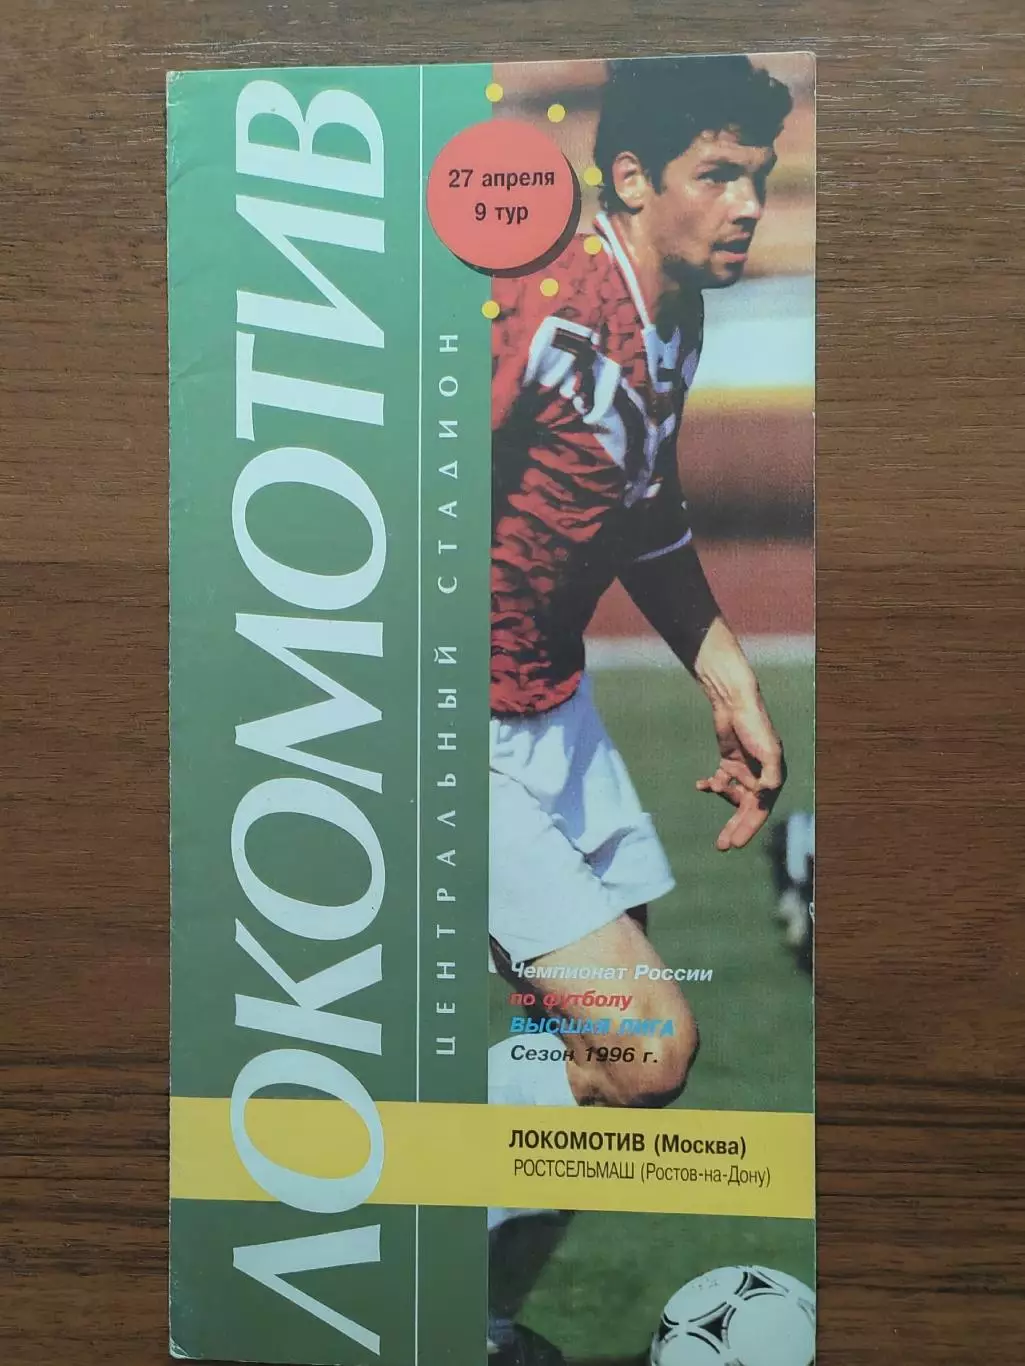 ЛОКОМОТИВ
ЦЕНТРАЛЬНЫЙ СТАДИОН
27 апреля
9 тур
Чемпионат России
по футболу
ВЫСШАЯ ЛИГА
Сезон 1996 г.
ЛОКОМОТИВ (Москва)
РОСТСЕЛЬМАШ (Ростов-на-Дону)